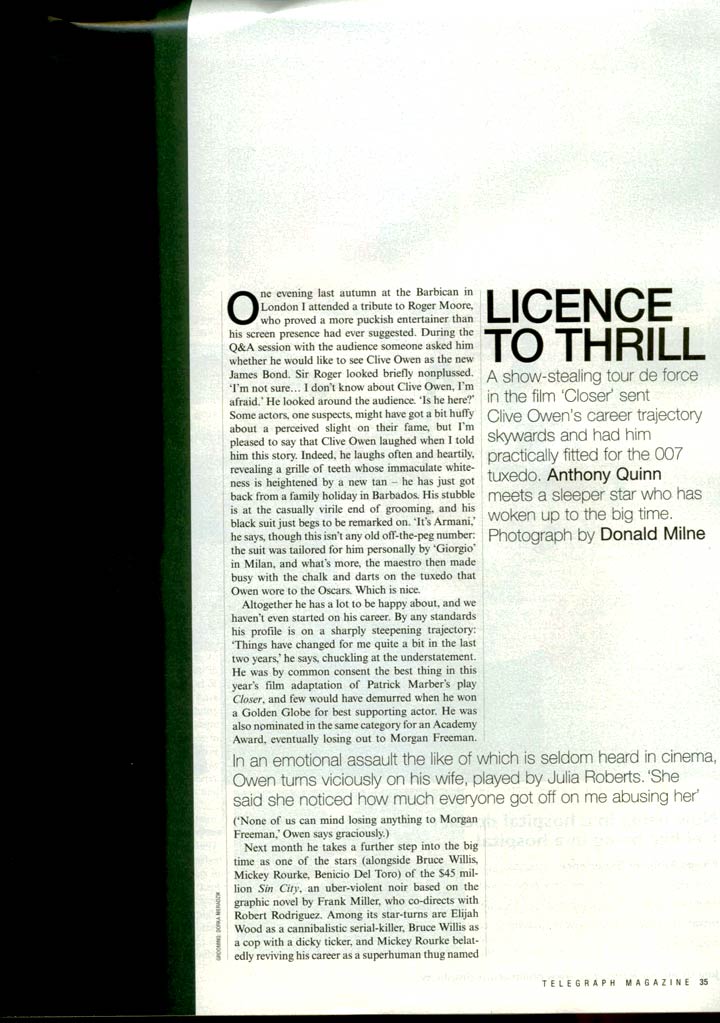 LICENCE
TO THRILL
A show-stealing tour de force
in the film 'Closer' sent
Clive Owen's career trajectory
skywards and had him
practically fitted for the 007
tuxedo. Anthony Quinn
meets a sleeper star who has
woken up to the big time.
Photograph by Donald Milne
One evening last autumn at the Barbican in
London I attended a tribute to Roger Moore,
who proved a more puckish entertainer than
his screen presence had ever suggested. During the
Q&A session with the audience someone asked him
whether he would like to see Clive Owen as the new
James Bond. Sir Roger looked briefly nonplussed.
'I'm not sure... I don't know about Clive Owen, I'm
afraid.' He looked around the audience. 'Is he here?'
Some actors, one suspects, might have got a bit huffy
about a perceived slight on their fame, but I'm
pleased to say that Clive Owen laughed when I told
him this story. Indeed, he laughs often and heartily,
revealing a grille of teeth whose immaculate white-
ness is heightened by a new tan – he has just got
back from a family holiday in Barbados. His stubble
is at the casually virile end of grooming, and his
black suit just begs to be remarked on. 'It's Armani,'
he says, though this isn't any old off-the-peg number:
the suit was tailored for him personally by 'Giorgio'
in Milan, and what's more, the maestro then made
busy with the chalk and darts on the tuxedo that
Owen wore to the Oscars. Which is nice.
Altogether he has a lot to be happy about, and we
haven't even started on his career. By any standards
his profile is on a sharply steepening trajectory:
'Things have changed for me quite a bit in the last
two years,' he says, chuckling at the understatement.
He was by common consent the best thing in this
year's film adaptation of Patrick Marber's play
Closer, and few would have demurred when he won
a Golden Globe for best supporting actor. He was
also nominated in the same category for an Academy
Award, eventually losing out to Morgan Freeman.
In an emotional assault the like of which is seldom heard in cinema,
Owen turns viciously on his wife, played by Julia Roberts. 'She
said she noticed how much everyone got off on me abusing her'
('None of us can mind losing anything to Morgan
Freeman,' Owen says graciously.)
Next month he takes a further step into the big
time as one of the stars (alongside Bruce Willis,
Mickey Rourke, Benicio Del Toro) of the $45 mil-
lion Sin City, an uber-violent noir based on the
graphic novel by Frank Miller, who co-directs with
Robert Rodriguez. Among its star-turns are Elijah
Wood as a cannibalistic serial-killer, Bruce Willis as
a cop with a dicky ticker, and Mickey Rourke belat-
edly reviving his career as a superhuman thug named
GROOMING:
TELEGRAPH MAGAZINE 35